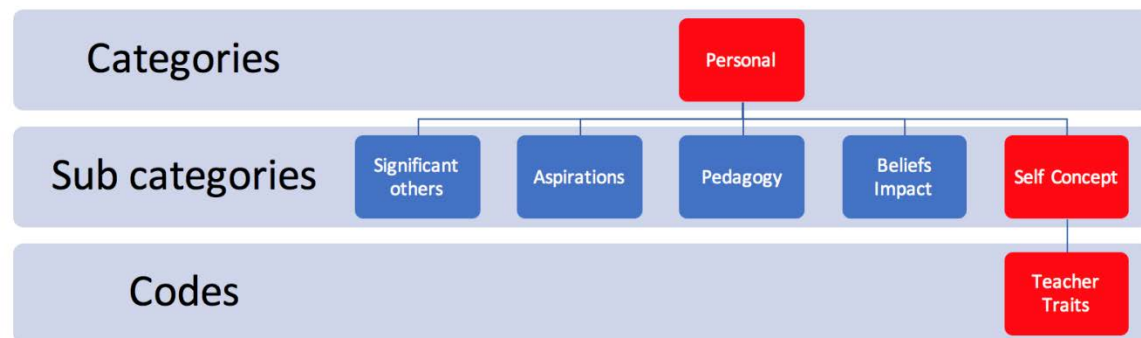 Categories
Personal
Sub categories
Significant
others
Aspirations
Pedagogy
Beliefs
Impact
Self Concept
Codes
Teacher
Traits